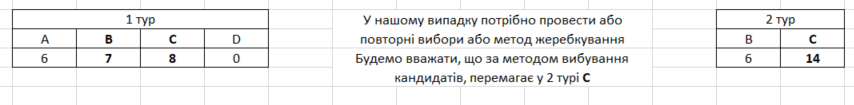 1 тур
A B C D
6 7 8 0
У нашому випадку потрібно провести або
повторні вибори або метод жеребкування
Будемо вважати, що за методом вибування
кандидатів, перемагає у 2 турі С
2 тур
B C
6 14